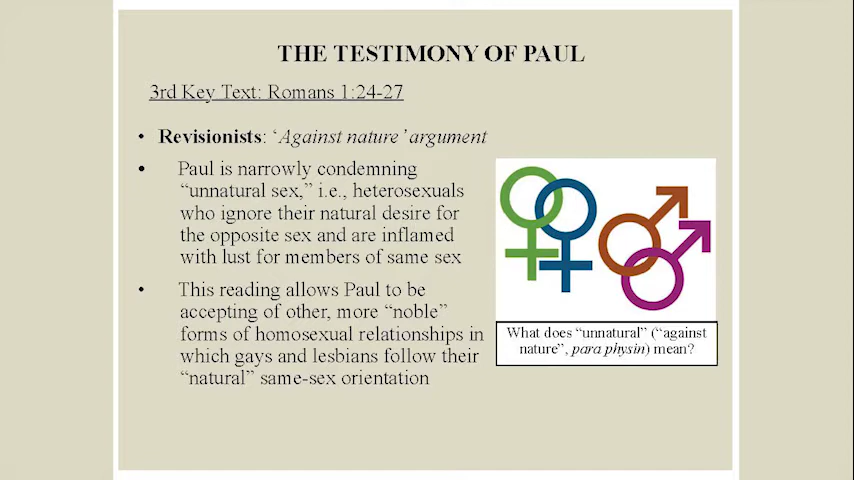 THE TESTIMONY OF PAUL
3rd Key Text: Romans 1:24-27
• Revisionists: ‘Against nature’ argument
• Paul is narrowly condemning
“unnatural sex,” i.e., heterosexuals
who ignore their natural desire for
the opposite sex and are inflamed
with lust for members of same sex
• This reading allows Paul to be
accepting of other, more “noble”
forms of homosexual relationships in
which gays and lesbians follow their
“natural” same-sex orientation
What does “unnatural” (“against
nature”, para physin) mean?